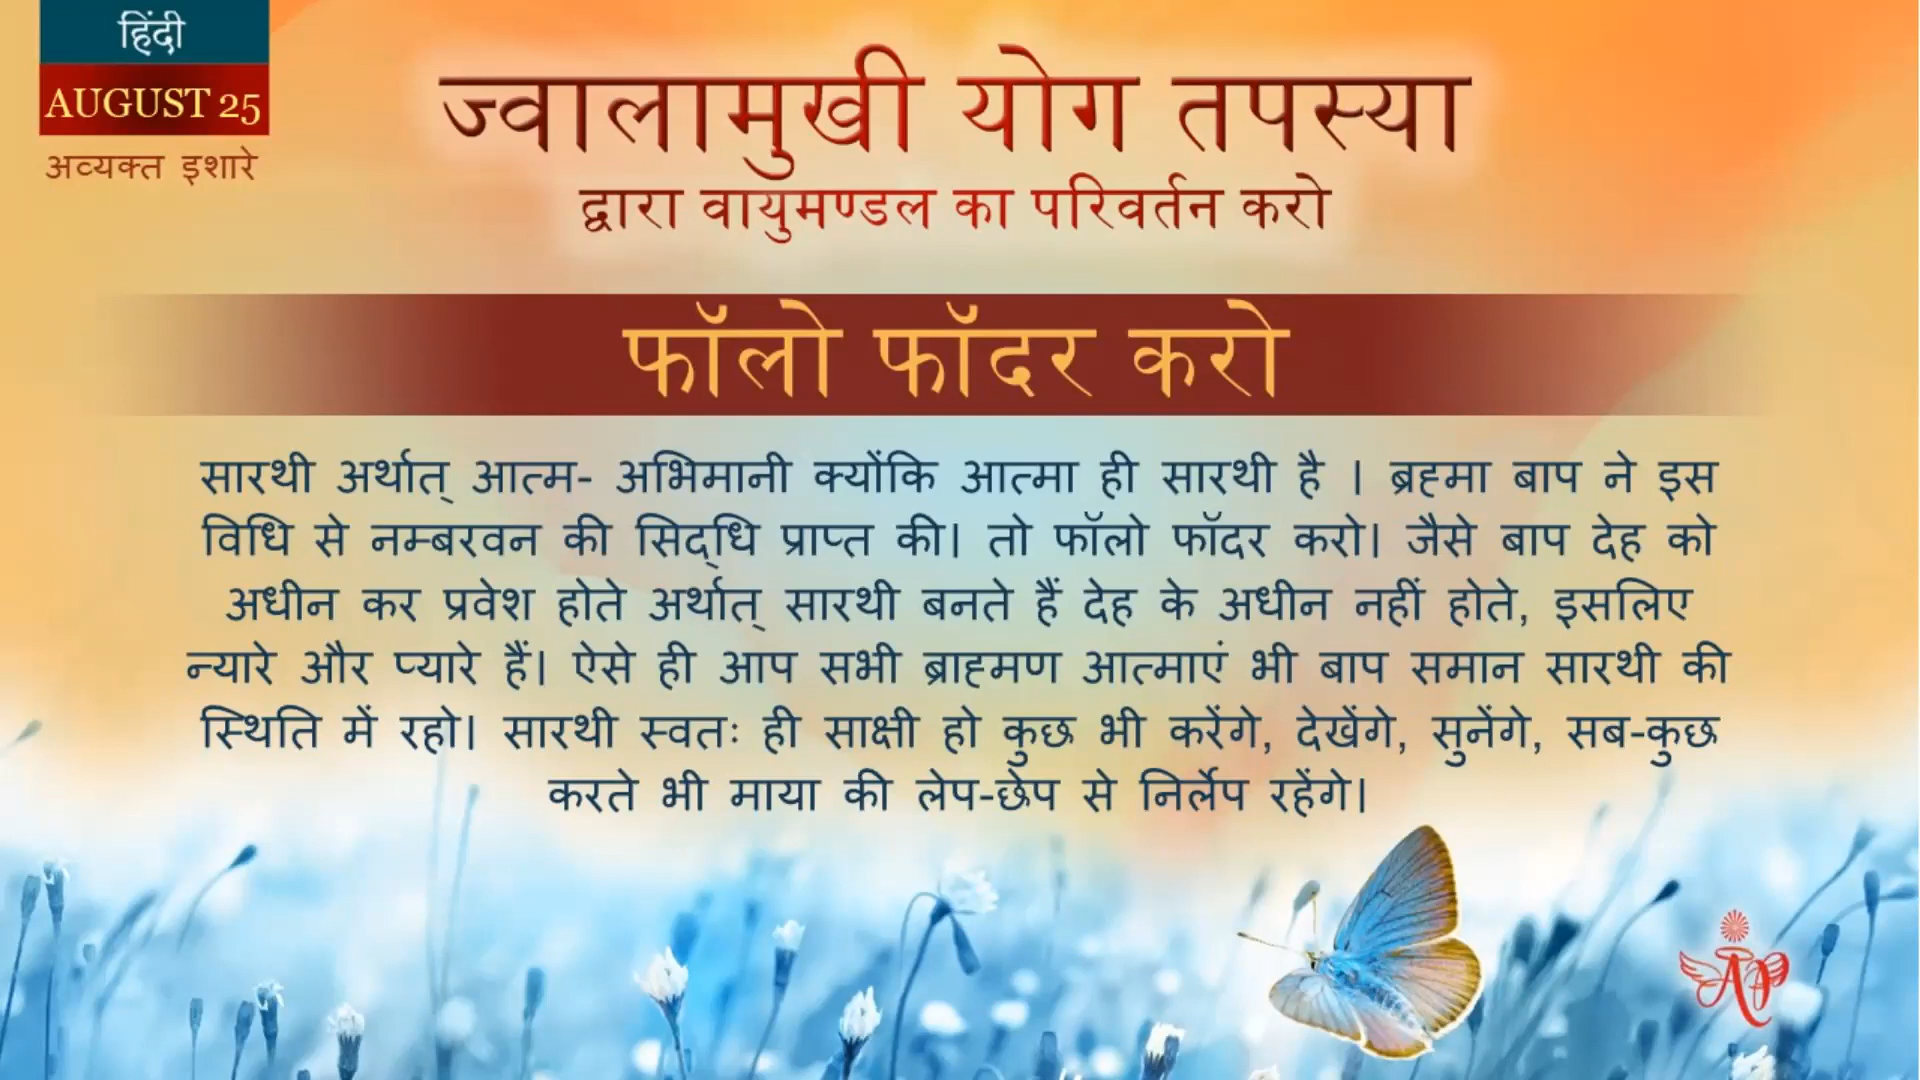 हिंदी
AUGUST 25
अव्यक्त इशारे
ज्वालामुखी योग तपस्या
द्वारा वायुमण्डल का परिवर्तन करो
फॉलो फॉदर करो
सारथी अर्थात् आत्म- अभिमानी क्योंकि आत्मा ही सारथी है । ब्रह्मा बाप ने इस
विधि से नम्बरवन की सिद्धि प्राप्त की। तो फॉलो फॉदर करो। जैसे बाप देह को
अधीन कर प्रवेश होते अर्थात् सारथी बनते हैं देह के अधीन नहीं होते, इसलिए
न्यारे और प्यारे हैं। ऐसे ही आप सभी ब्राह्मण आत्माएं भी बाप समान सारथी की
स्थिति में रहो। सारथी स्वतः ही साक्षी हो कुछ भी करेंगे, देखेंगे, सुनेंगे, सब-कुछ
करते भी माया की लेप-छेप से निर्लेप रहेंगे।